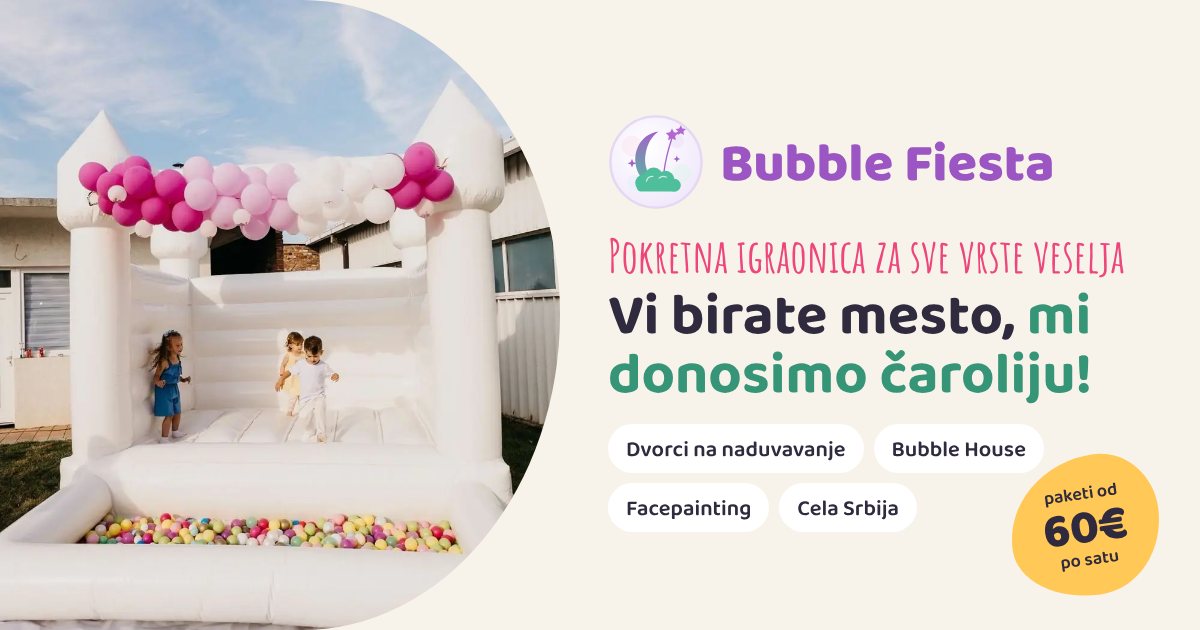 Bubble Fiesta
Pokretna igraonica za sve vrste veselja
Vi birate mesto, mi
donosimo čaroliju!
Dvorci na naduvavanje
Bubble House
Facepainting
Cela Srbija
paketi od
60€
po satu